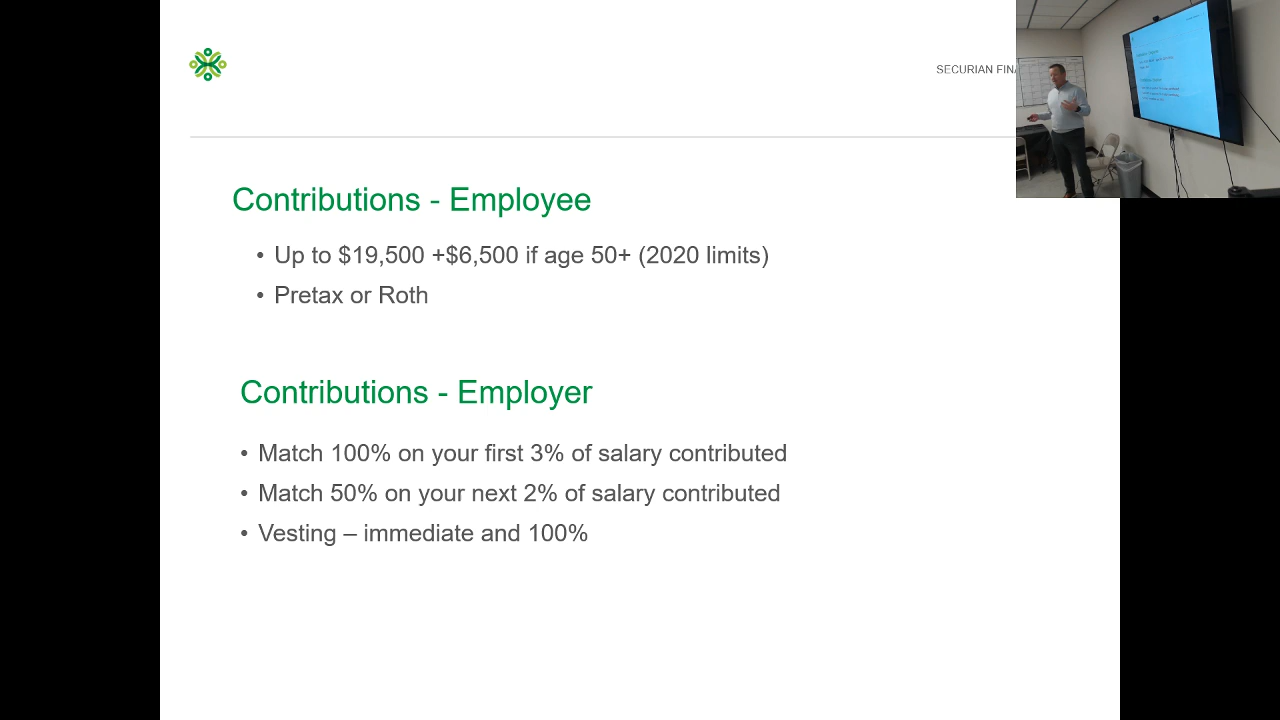 SECURIAN
Contributions - Employee
• Up to $19,500 +$6,500 if age 50+ (2020 limits)
• Pretax or Roth
Contributions - Employer
• Match 100% on your first 3% of salary contributed
• Match 50% on your next 2% of salary contributed
• Vesting – immediate and 100%